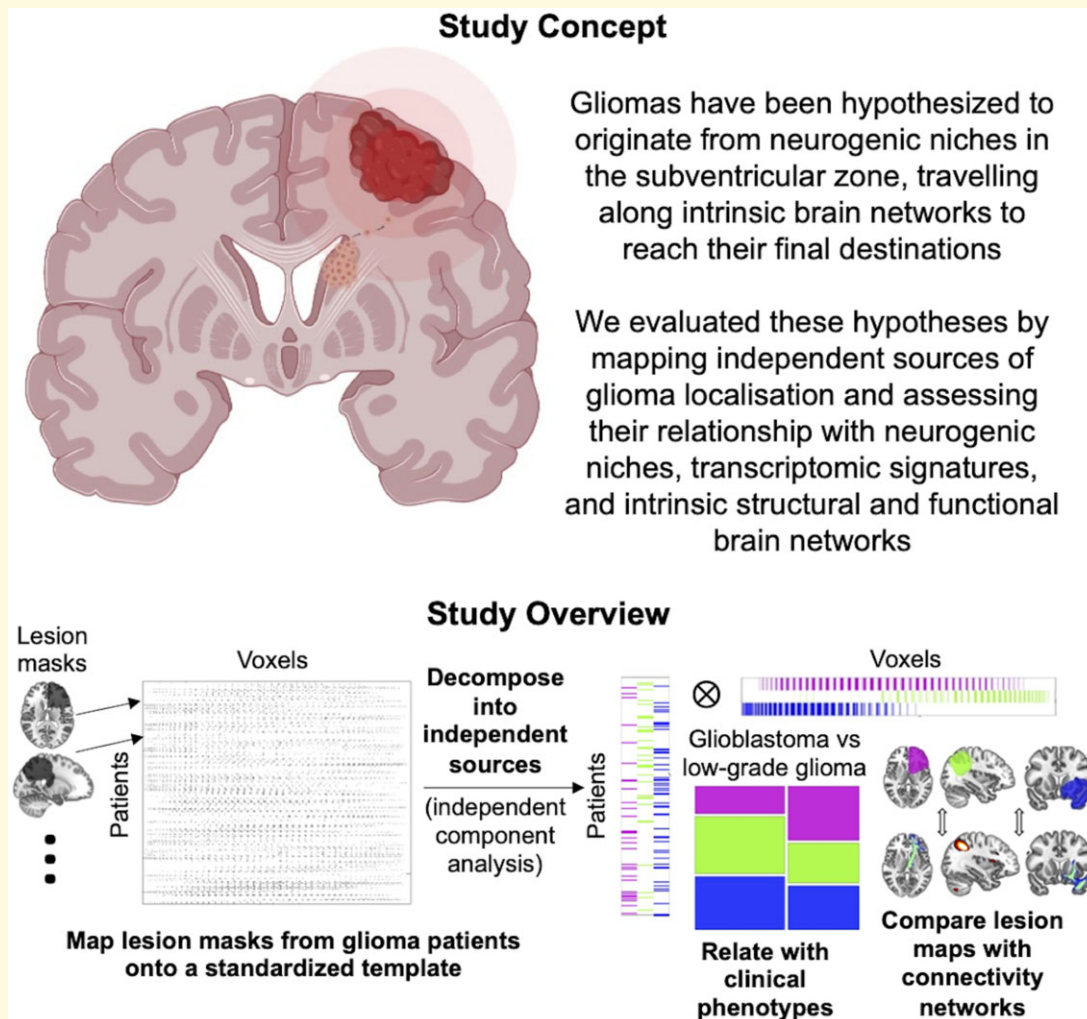 Study Concept
Gliomas have been hypothesized to
originate from neurogenic niches in
the subventricular zone, travelling
along intrinsic brain networks to
reach their final destinations
We evaluated these hypotheses by
mapping independent sources of
glioma localisation and assessing
their relationship with neurogenic
niches, transcriptomic signatures,
and intrinsic structural and functional
brain networks
Study Overview
Lesion
masks
Voxels
Patients
Decompose
into
independent
sources
(independent
component
analysis)
Map lesion masks from glioma patients
onto a standardized template
Patients
Voxels
Glioblastoma vs
low-grade glioma
Relate with
clinical
phenotypes
Compare lesion
maps with
connectivity
networks